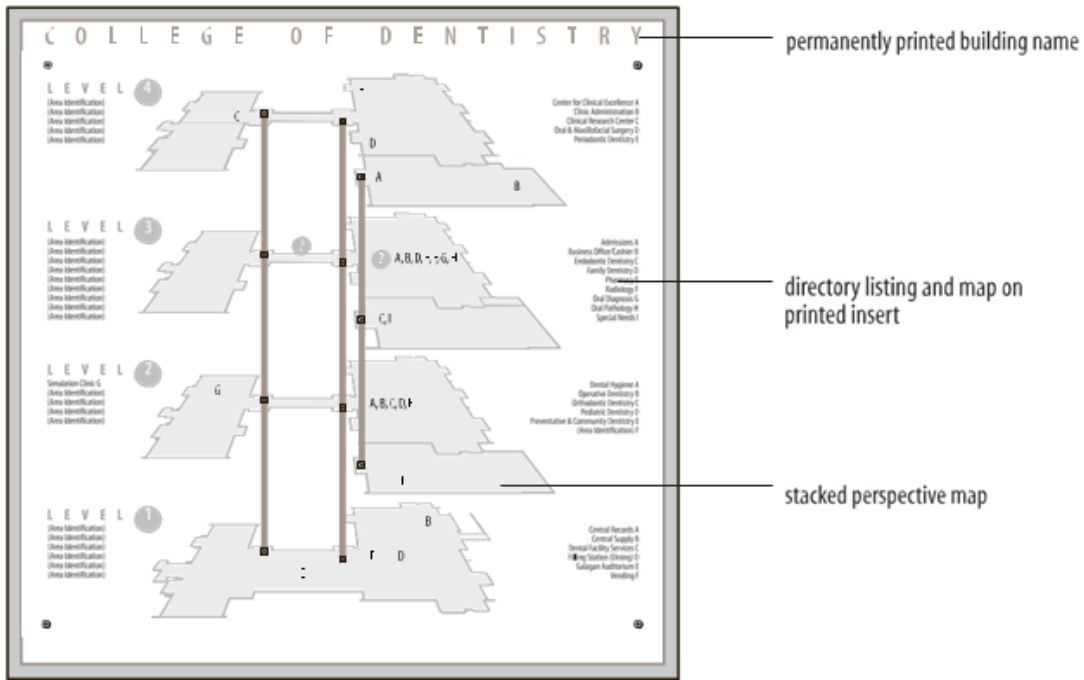 COLLEGE OF DENTISTRY
permanently printed building name
LEVEL 4
(Area Identification)
(Area Identification)
(Area Identification)
(Area Identification)
(Area Identification)
C
D
A
B
Center for Clinical Excellence A
Clinic Administration B
Clinical Research Center C
Oral & Maxillofacial Surgery D
Periodontic Dentistry E
LEVEL 3
(Area Identification)
(Area Identification)
(Area Identification)
(Area Identification)
(Area Identification)
(Area Identification)
(Area Identification)
(Area Identification)
(Area Identification)
?
?
A, B, D, G, H
C, I
Admissions A
Business Office/Cashier B
Endodontic Dentistry C
Family Dentistry D
Pharmacy E
Radiology F
Oral Diagnosis G
Oral Pathology H
Special Needs I
directory listing and map on
printed insert
LEVEL 2
Simulation Clinic G
(Area Identification)
(Area Identification)
(Area Identification)
(Area Identification)
G
A, B, C, D,
Dental Hygiene A
Operative Dentistry B
Orthodontic Dentistry C
Pediatric Dentistry D
Preventative & Community Dentistry E
(Area Identification) F
stacked perspective map
LEVEL 1
(Area Identification)
(Area Identification)
(Area Identification)
(Area Identification)
(Area Identification)
(Area Identification)
B
D
Central Records A
Central Supply B
Dental Facility Services C
Filling Station (Dining) D
Galagan Auditorium E
Vending F